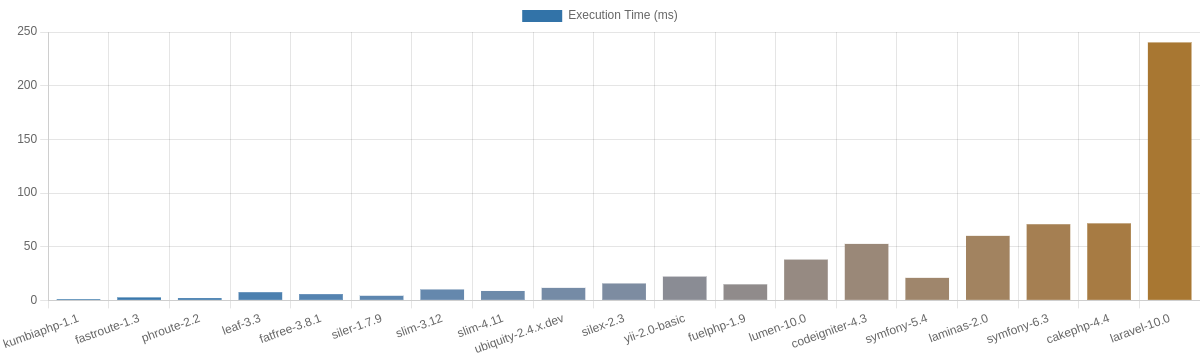 Execution Time (ms)
250
200
150
100
50
0
kumbiaphp-1.1
fastroute-1.3
phroute-2.2
leaf-3.3
fatfree-3.8.1
siler-1.7.9
slim-3.12
slim-4.11
ubiquity-2.4.x.dev
silex-2.3
yii-2.0-basic
fuelphp-1.9
lumen-10.0
codeigniter-4.3
symfony-5.4
laminas-2.0
symfony-6.3
cakephp-4.4
laravel-10.0